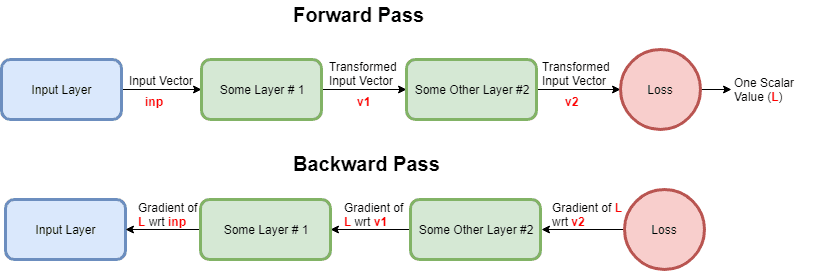 Forward Pass
Input Layer
Input Vector
inp
Some Layer # 1
Transformed
Input Vector
v1
Some Other Layer #2
Transformed
Input Vector
v2
Loss
One Scalar
Value (L)
Backward Pass
Input Layer
Gradient of
L wrt inp
Some Layer # 1
Gradient of
L wrt v1
Some Other Layer #2
Gradient of L
wrt v2
Loss